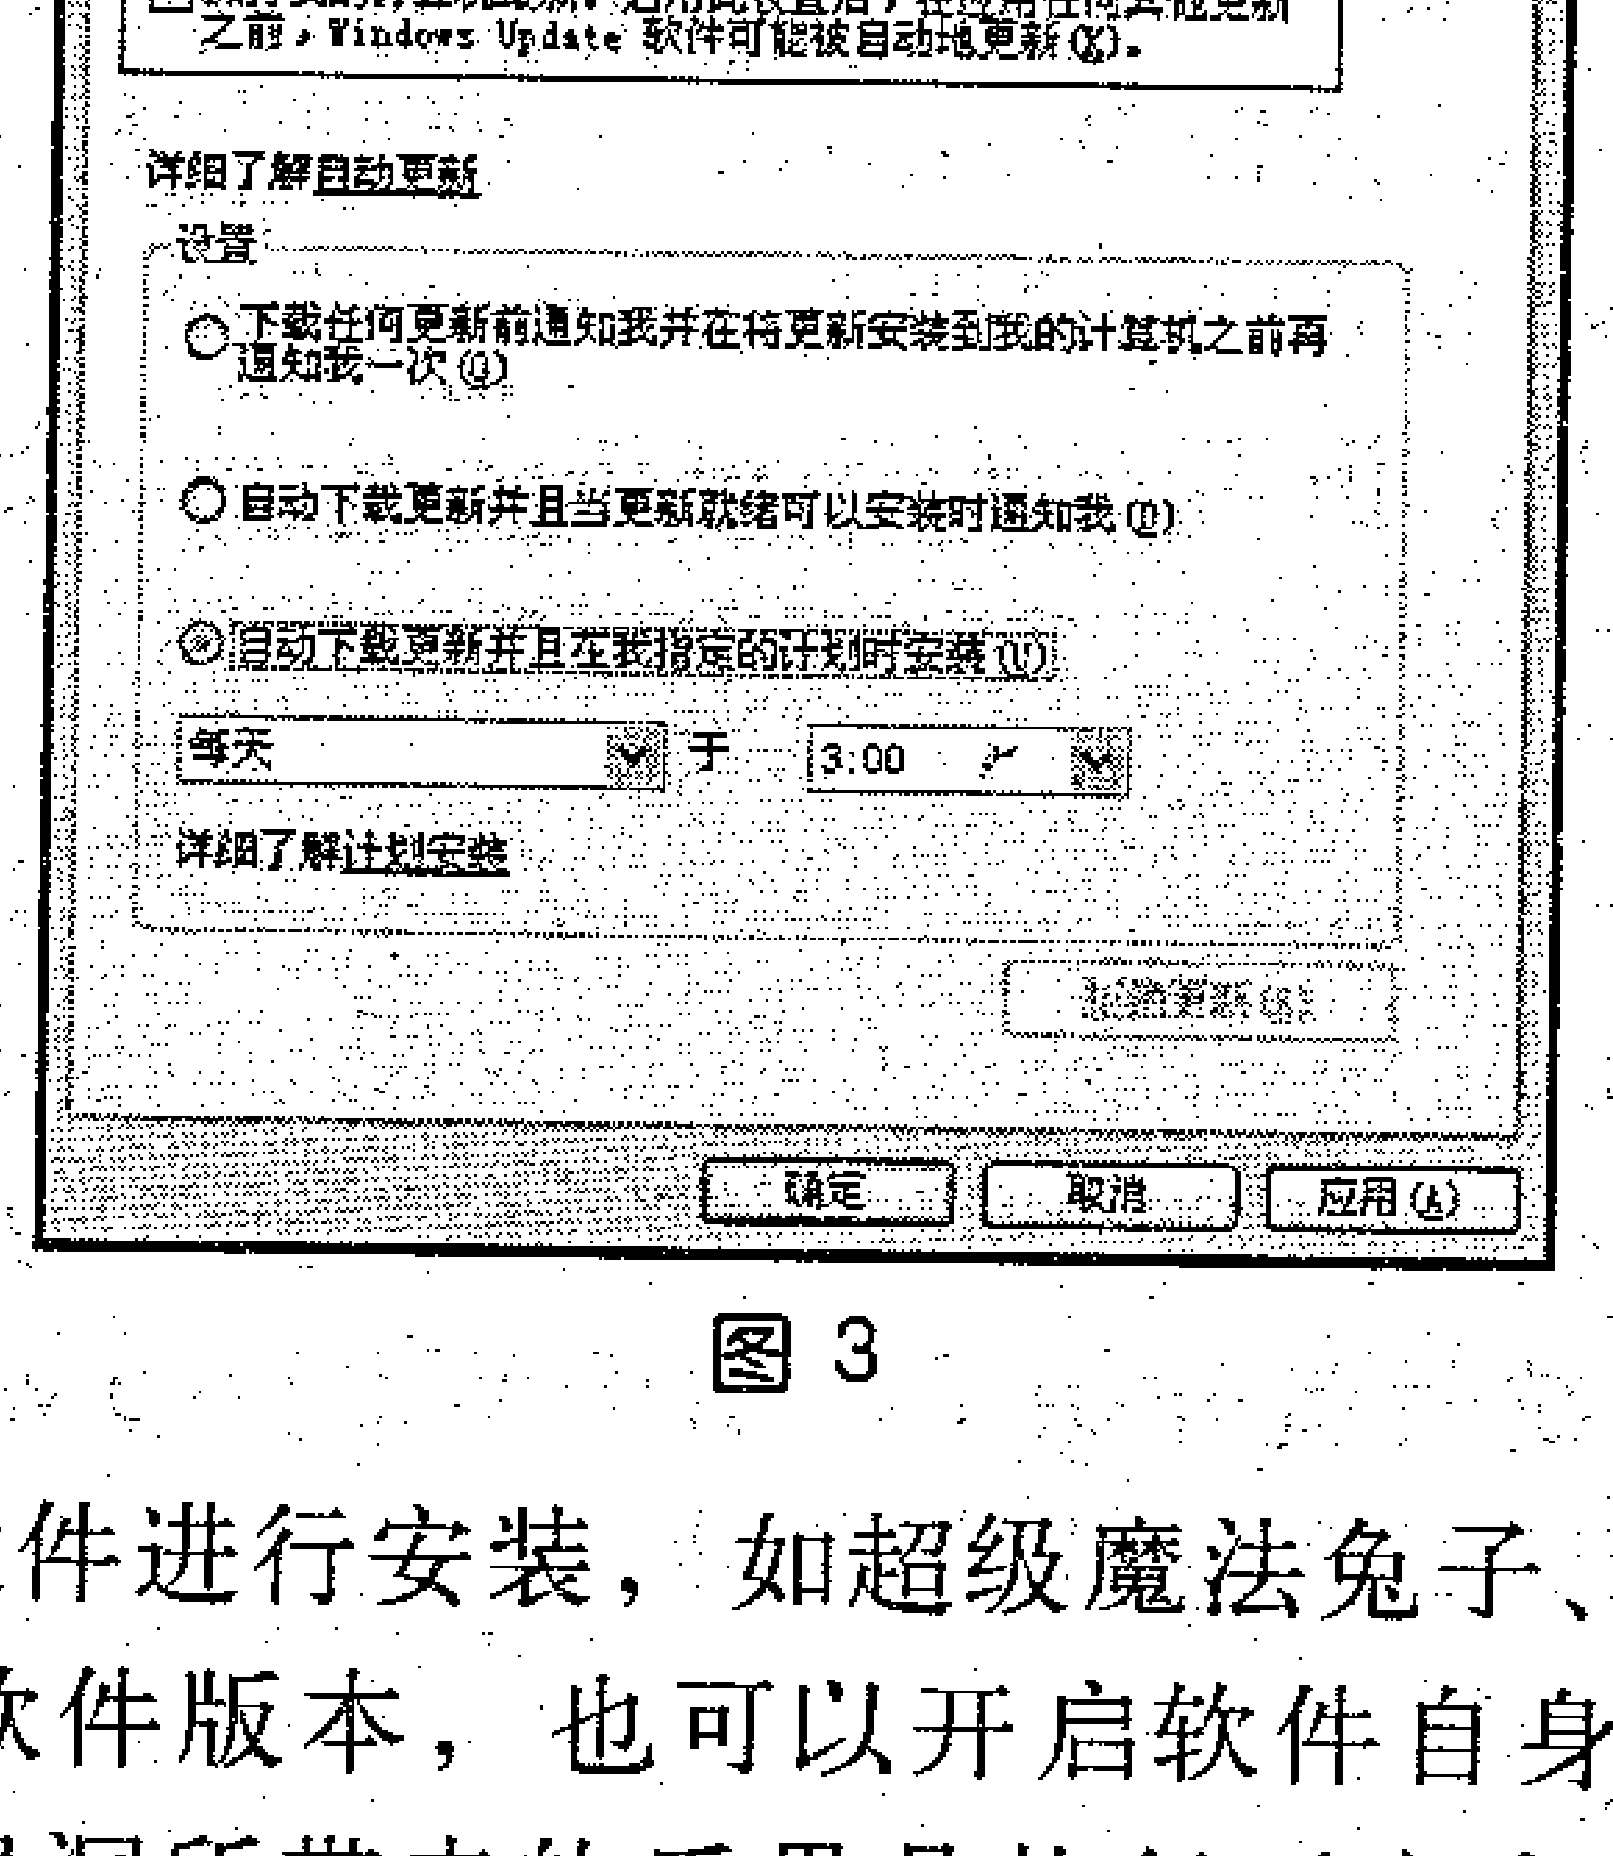 之前，Windows Update 软件可能被自动地更新(K)。
详细了解自动更新
设置
下载任何更新前通知我并在将更新安装到我的计算机之前再
通知我一次(O)
自动下载更新并且当更新就绪可以安装时通知我(D)
自动下载更新并且在我指定的计划时安装(U)
每天 于 3:00
详细了解计划安装
确定 取消 应用(A)
图 3
件进行安装，如超级魔法兔子、
软件版本，也可以开启软件自身